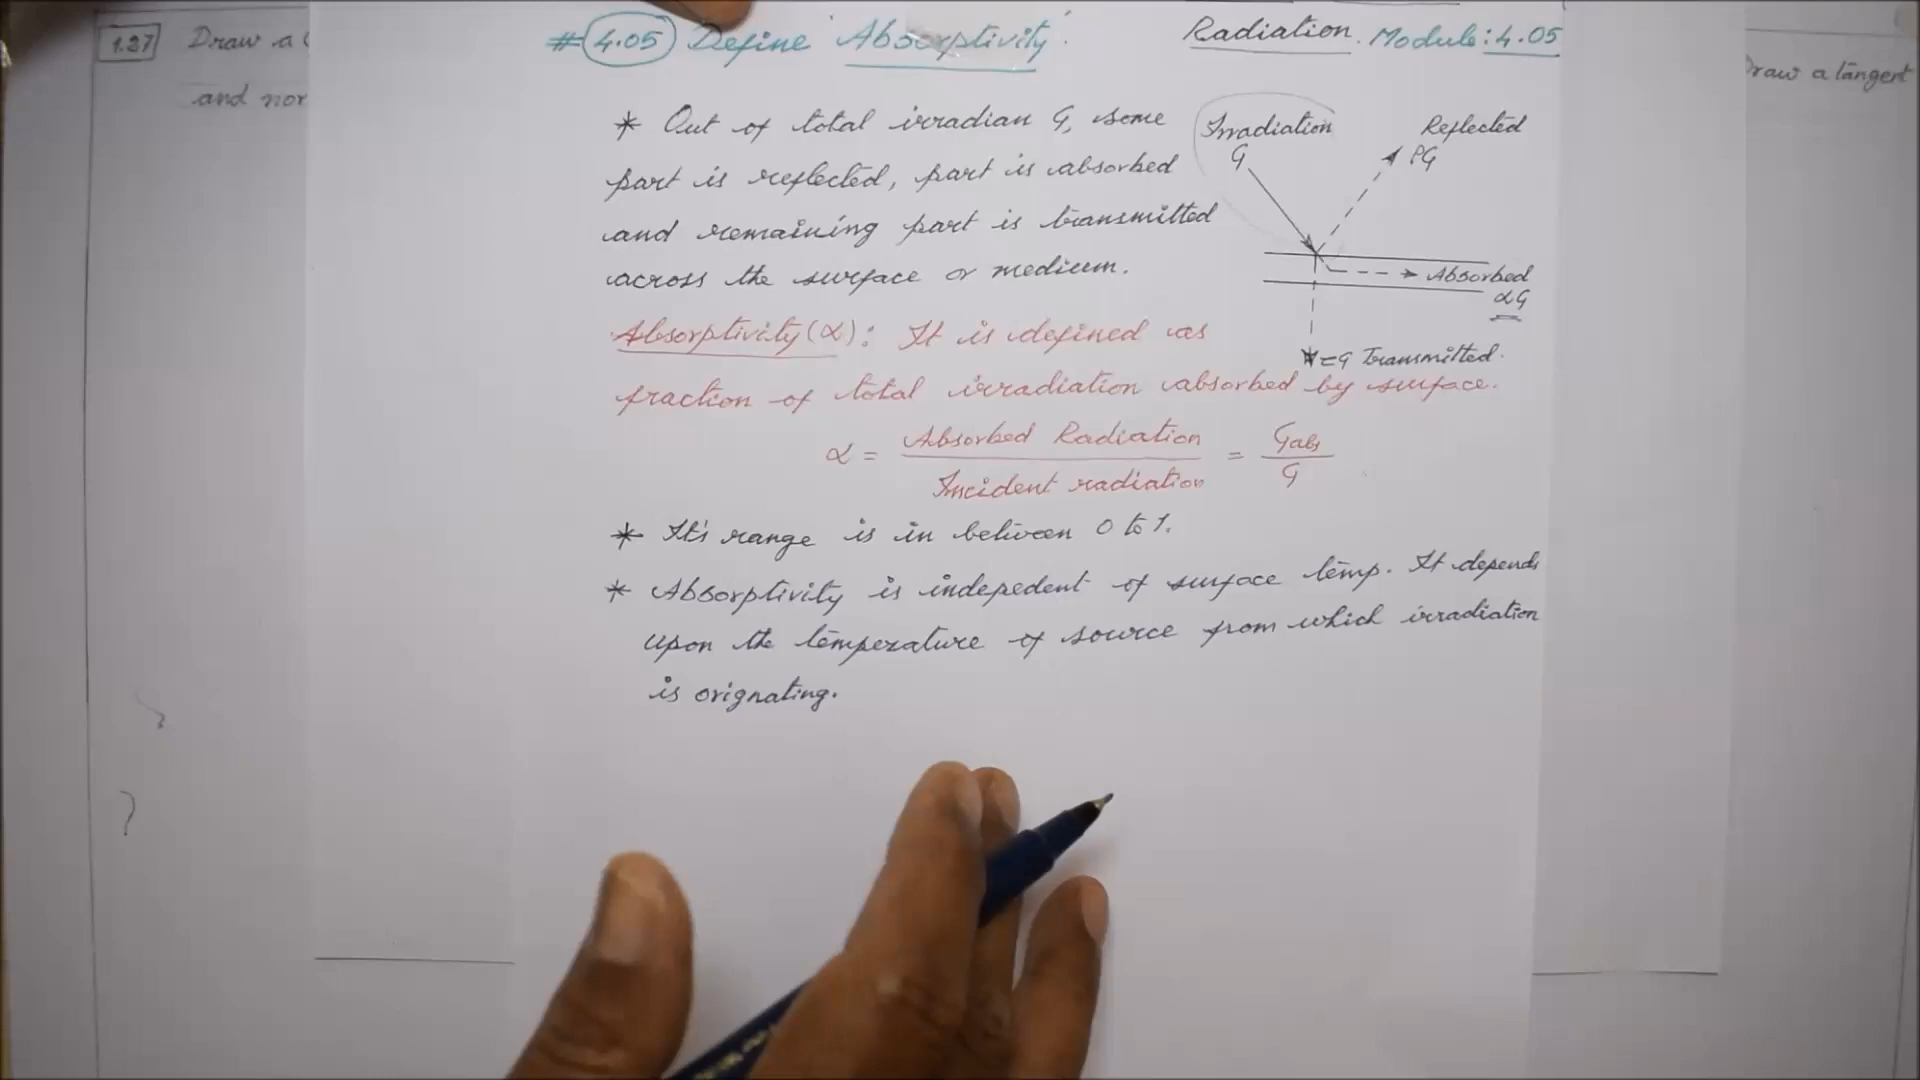 1.27 Draw a
and nor
# 4.05 Define 'Absorptivity'.
Radiation. Module: 4.05
Draw a tangent
* Out of total irradian G, some
part is reflected, part is absorbed
and remaining part is transmitted
across the surface or medium.
Irradiation
G
Reflected
ρG
Absorbed
αG
G Transmitted.
Absorptivity (α): It is defined as
fraction of total irradiation absorbed by surface.
α = Absorbed Radiation / Incident radiation = Gabs / G
* It's range is in between 0 to 1.
* Absorptivity is indepedent of surface temp. It depends
upon the temperature of source from which irradiation
is orignating.